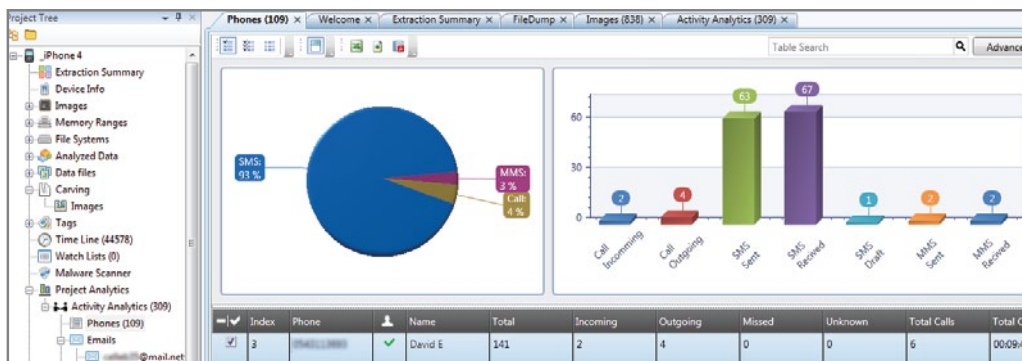 Project Tree
Phones (109)
Welcome
Extraction Summary
FileDump
Images (838)
Activity Analytics (309)
_iPhone 4
Extraction Summary
Device Info
Images
Memory Ranges
File Systems
Analyzed Data
Data files
Carving
Images
Tags
Time Line (44578)
Watch Lists (0)
Malware Scanner
Project Analytics
Activity Analytics (309)
Phones (109)
Emails
@mail.net
Table Search
Advance
SMS:
93 %
MMS:
3 %
Call:
4 %
60
30
0
2
4
63
67
1
2
2
Call
Incomming
Call
Outgoing
SMS
Sent
SMS
Recived
SMS
Draft
MMS
Sent
MMS
Recived
Index Phone Name Total Incoming Outgoing Missed Unknown Total Calls Total
3 David E 141 2 4 0 0 6 00:09: